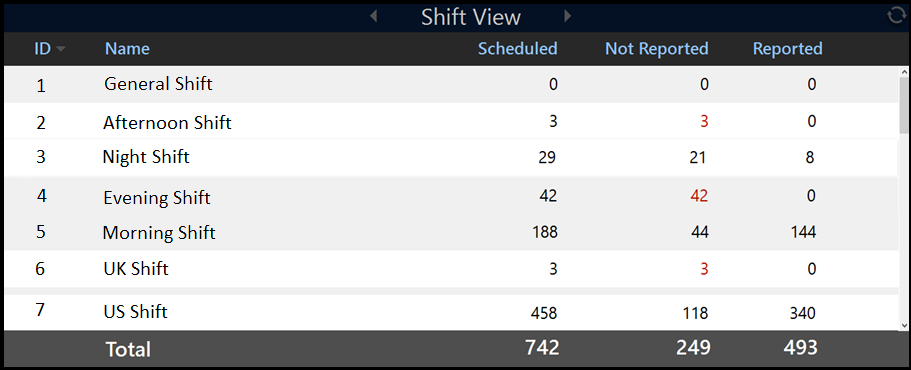 Shift View
ID Name Scheduled Not Reported Reported
1 General Shift 0 0 0
2 Afternoon Shift 3 3 0
3 Night Shift 29 21 8
4 Evening Shift 42 42 0
5 Morning Shift 188 44 144
6 UK Shift 3 3 0
7 US Shift 458 118 340
Total 742 249 493